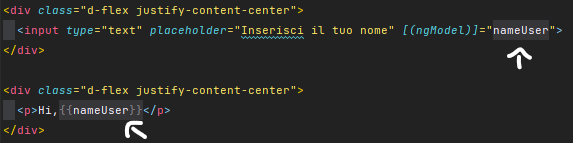 <div class="d-flex justify-content-center">
<input type="text" placeholder="Inserisci il tuo nome" [(ngModel)]="nameUser">
</div>
<div class="d-flex justify-content-center">
<p>Hi,{{nameUser}}</p>
</div>